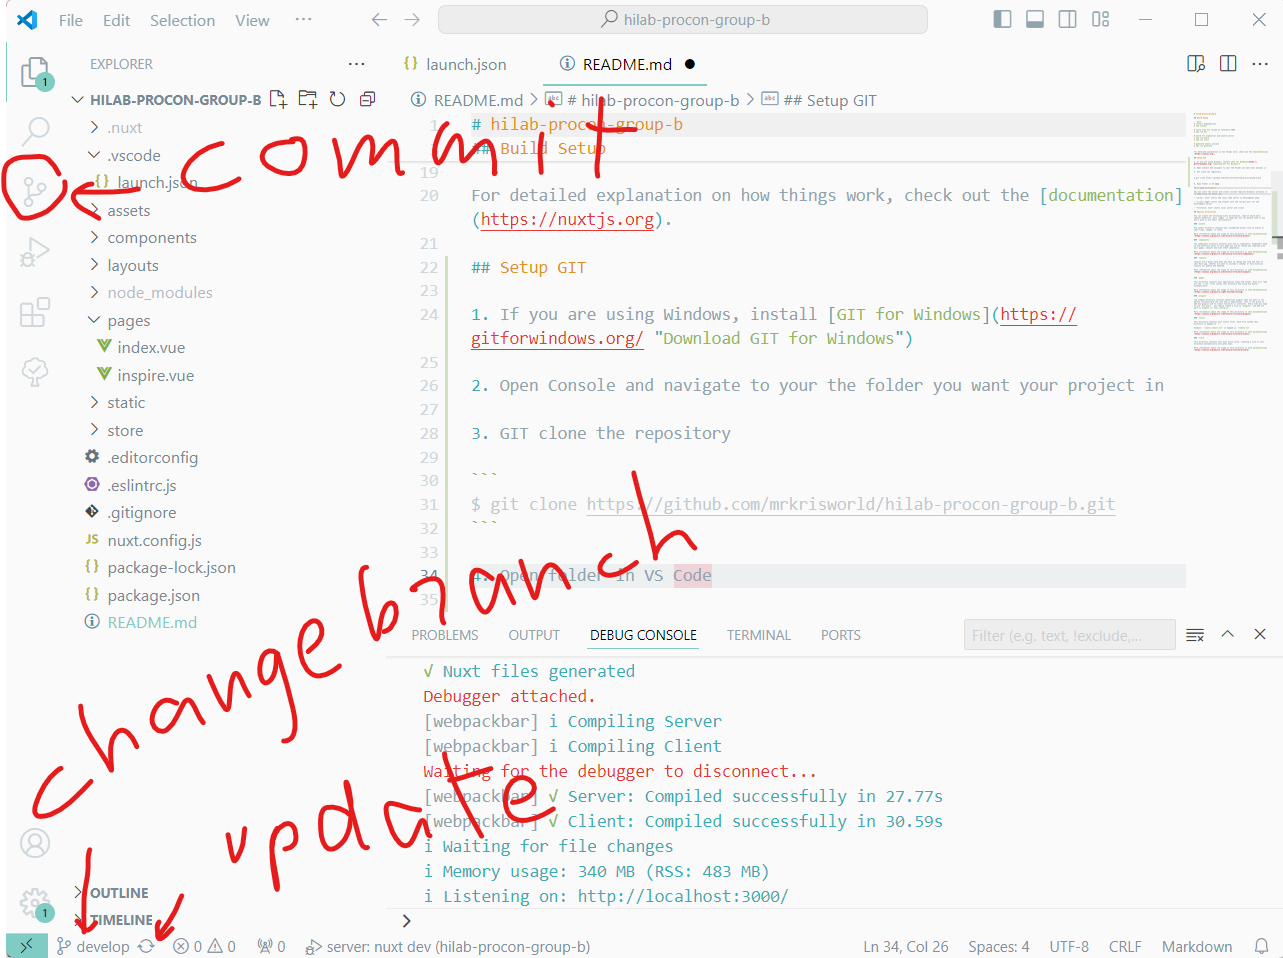 File Edit Selection View ··· hilab-procon-group-b
EXPLORER ···
HILAB-PROCON-GROUP-B
.nuxt
.vscode
{} launch.json
assets
components
layouts
node_modules
pages
index.vue
inspire.vue
static
store
.editorconfig
.eslintrc.js
.gitignore
JS nuxt.config.js
{} package-lock.json
{} package.json
README.md
OUTLINE
TIMELINE
1
1
commit
change branch
update
{} launch.json README.md ●
README.md > # hilab-procon-group-b > ## Setup GIT
1 # hilab-procon-group-b
## Build Setup
19
20 For detailed explanation on how things work, check out the [documentation]
(https://nuxtjs.org).
21
22 ## Setup GIT
23
24 1. If you are using Windows, install [GIT for Windows](https://
gitforwindows.org/ "Download GIT for Windows")
25
26 2. Open Console and navigate to your the folder you want your project in
27
28 3. GIT clone the repository
29
30 ```
31 $ git clone https://github.com/mrkrisworld/hilab-procon-group-b.git
32 ```
33
34 4. Open folder in VS Code
35
PROBLEMS OUTPUT DEBUG CONSOLE TERMINAL PORTS Filter (e.g. text, !exclude,...
√ Nuxt files generated
Debugger attached.
[webpackbar] i Compiling Server
[webpackbar] i Compiling Client
Waiting for the debugger to disconnect...
[webpackbar] √ Server: Compiled successfully in 27.77s
[webpackbar] √ Client: Compiled successfully in 30.59s
i Waiting for file changes
i Memory usage: 340 MB (RSS: 483 MB)
i Listening on: http://localhost:3000/
>
develop 0 0 0 server: nuxt dev (hilab-procon-group-b) Ln 34, Col 26 Spaces: 4 UTF-8 CRLF Markdown